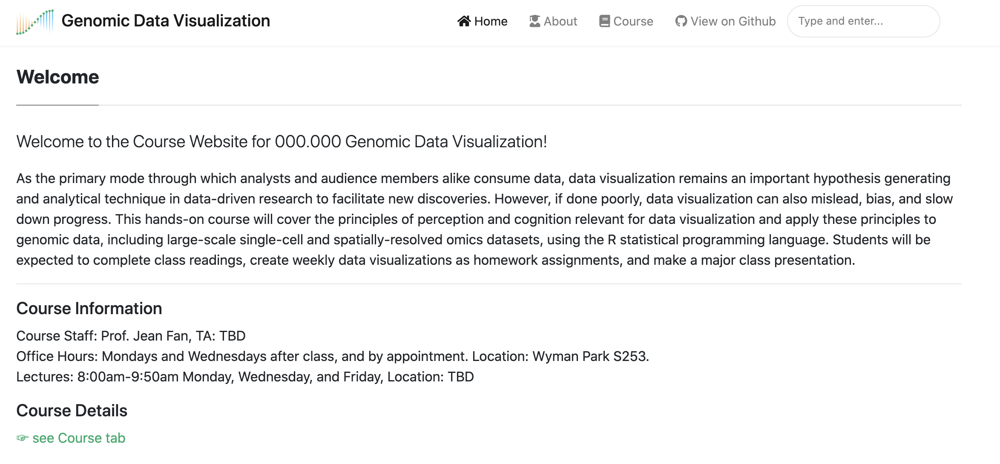 Genomic Data Visualization
Home
About
Course
View on Github
Type and enter...
Welcome
Welcome to the Course Website for 000.000 Genomic Data Visualization!
As the primary mode through which analysts and audience members alike consume data, data visualization remains an important hypothesis generating
and analytical technique in data-driven research to facilitate new discoveries. However, if done poorly, data visualization can also mislead, bias, and slow
down progress. This hands-on course will cover the principles of perception and cognition relevant for data visualization and apply these principles to
genomic data, including large-scale single-cell and spatially-resolved omics datasets, using the R statistical programming language. Students will be
expected to complete class readings, create weekly data visualizations as homework assignments, and make a major class presentation.
Course Information
Course Staff: Prof. Jean Fan, TA: TBD
Office Hours: Mondays and Wednesdays after class, and by appointment. Location: Wyman Park S253.
Lectures: 8:00am-9:50am Monday, Wednesday, and Friday, Location: TBD
Course Details
☞ see Course tab